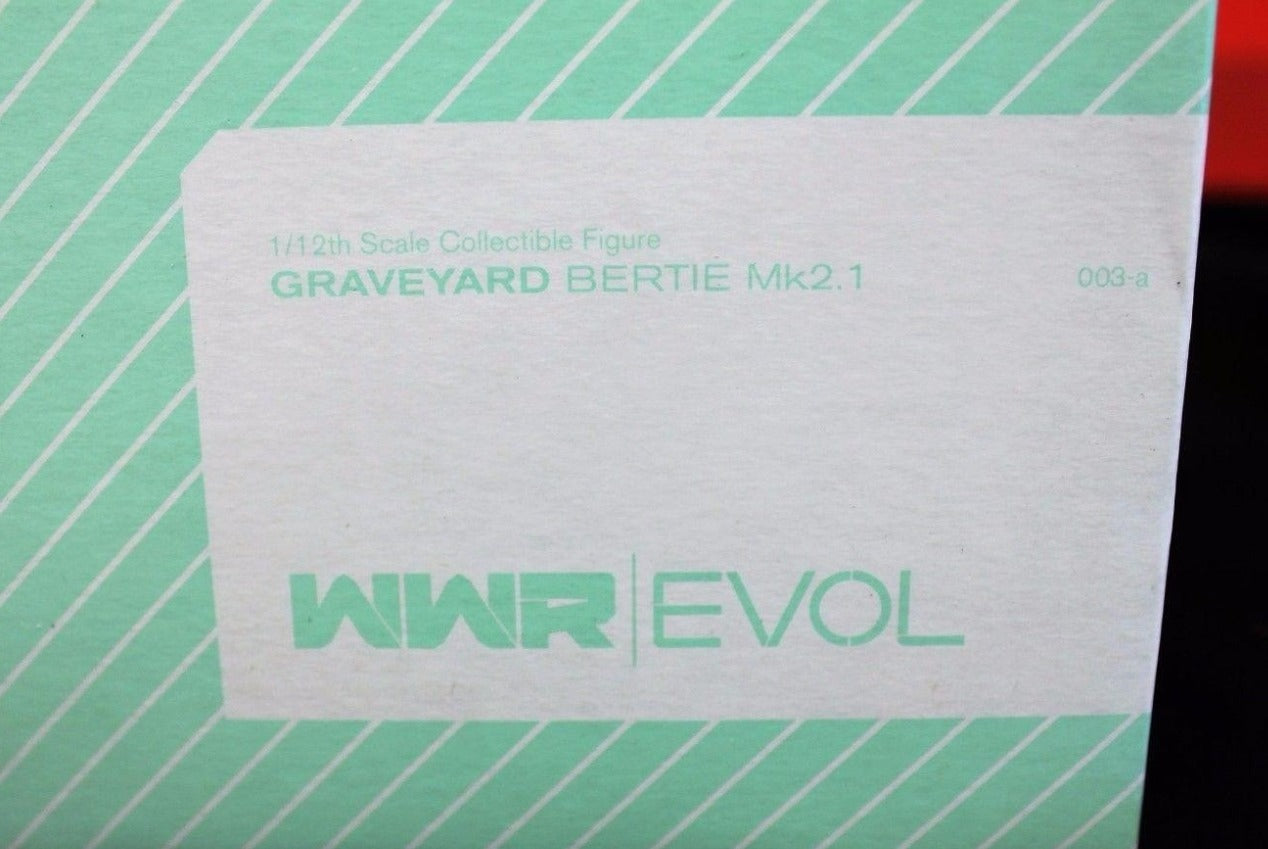 1/12th Scale Collectible Figure
GRAVEYARD BERTIE Mk2.1 003-a
WWR|EVOL